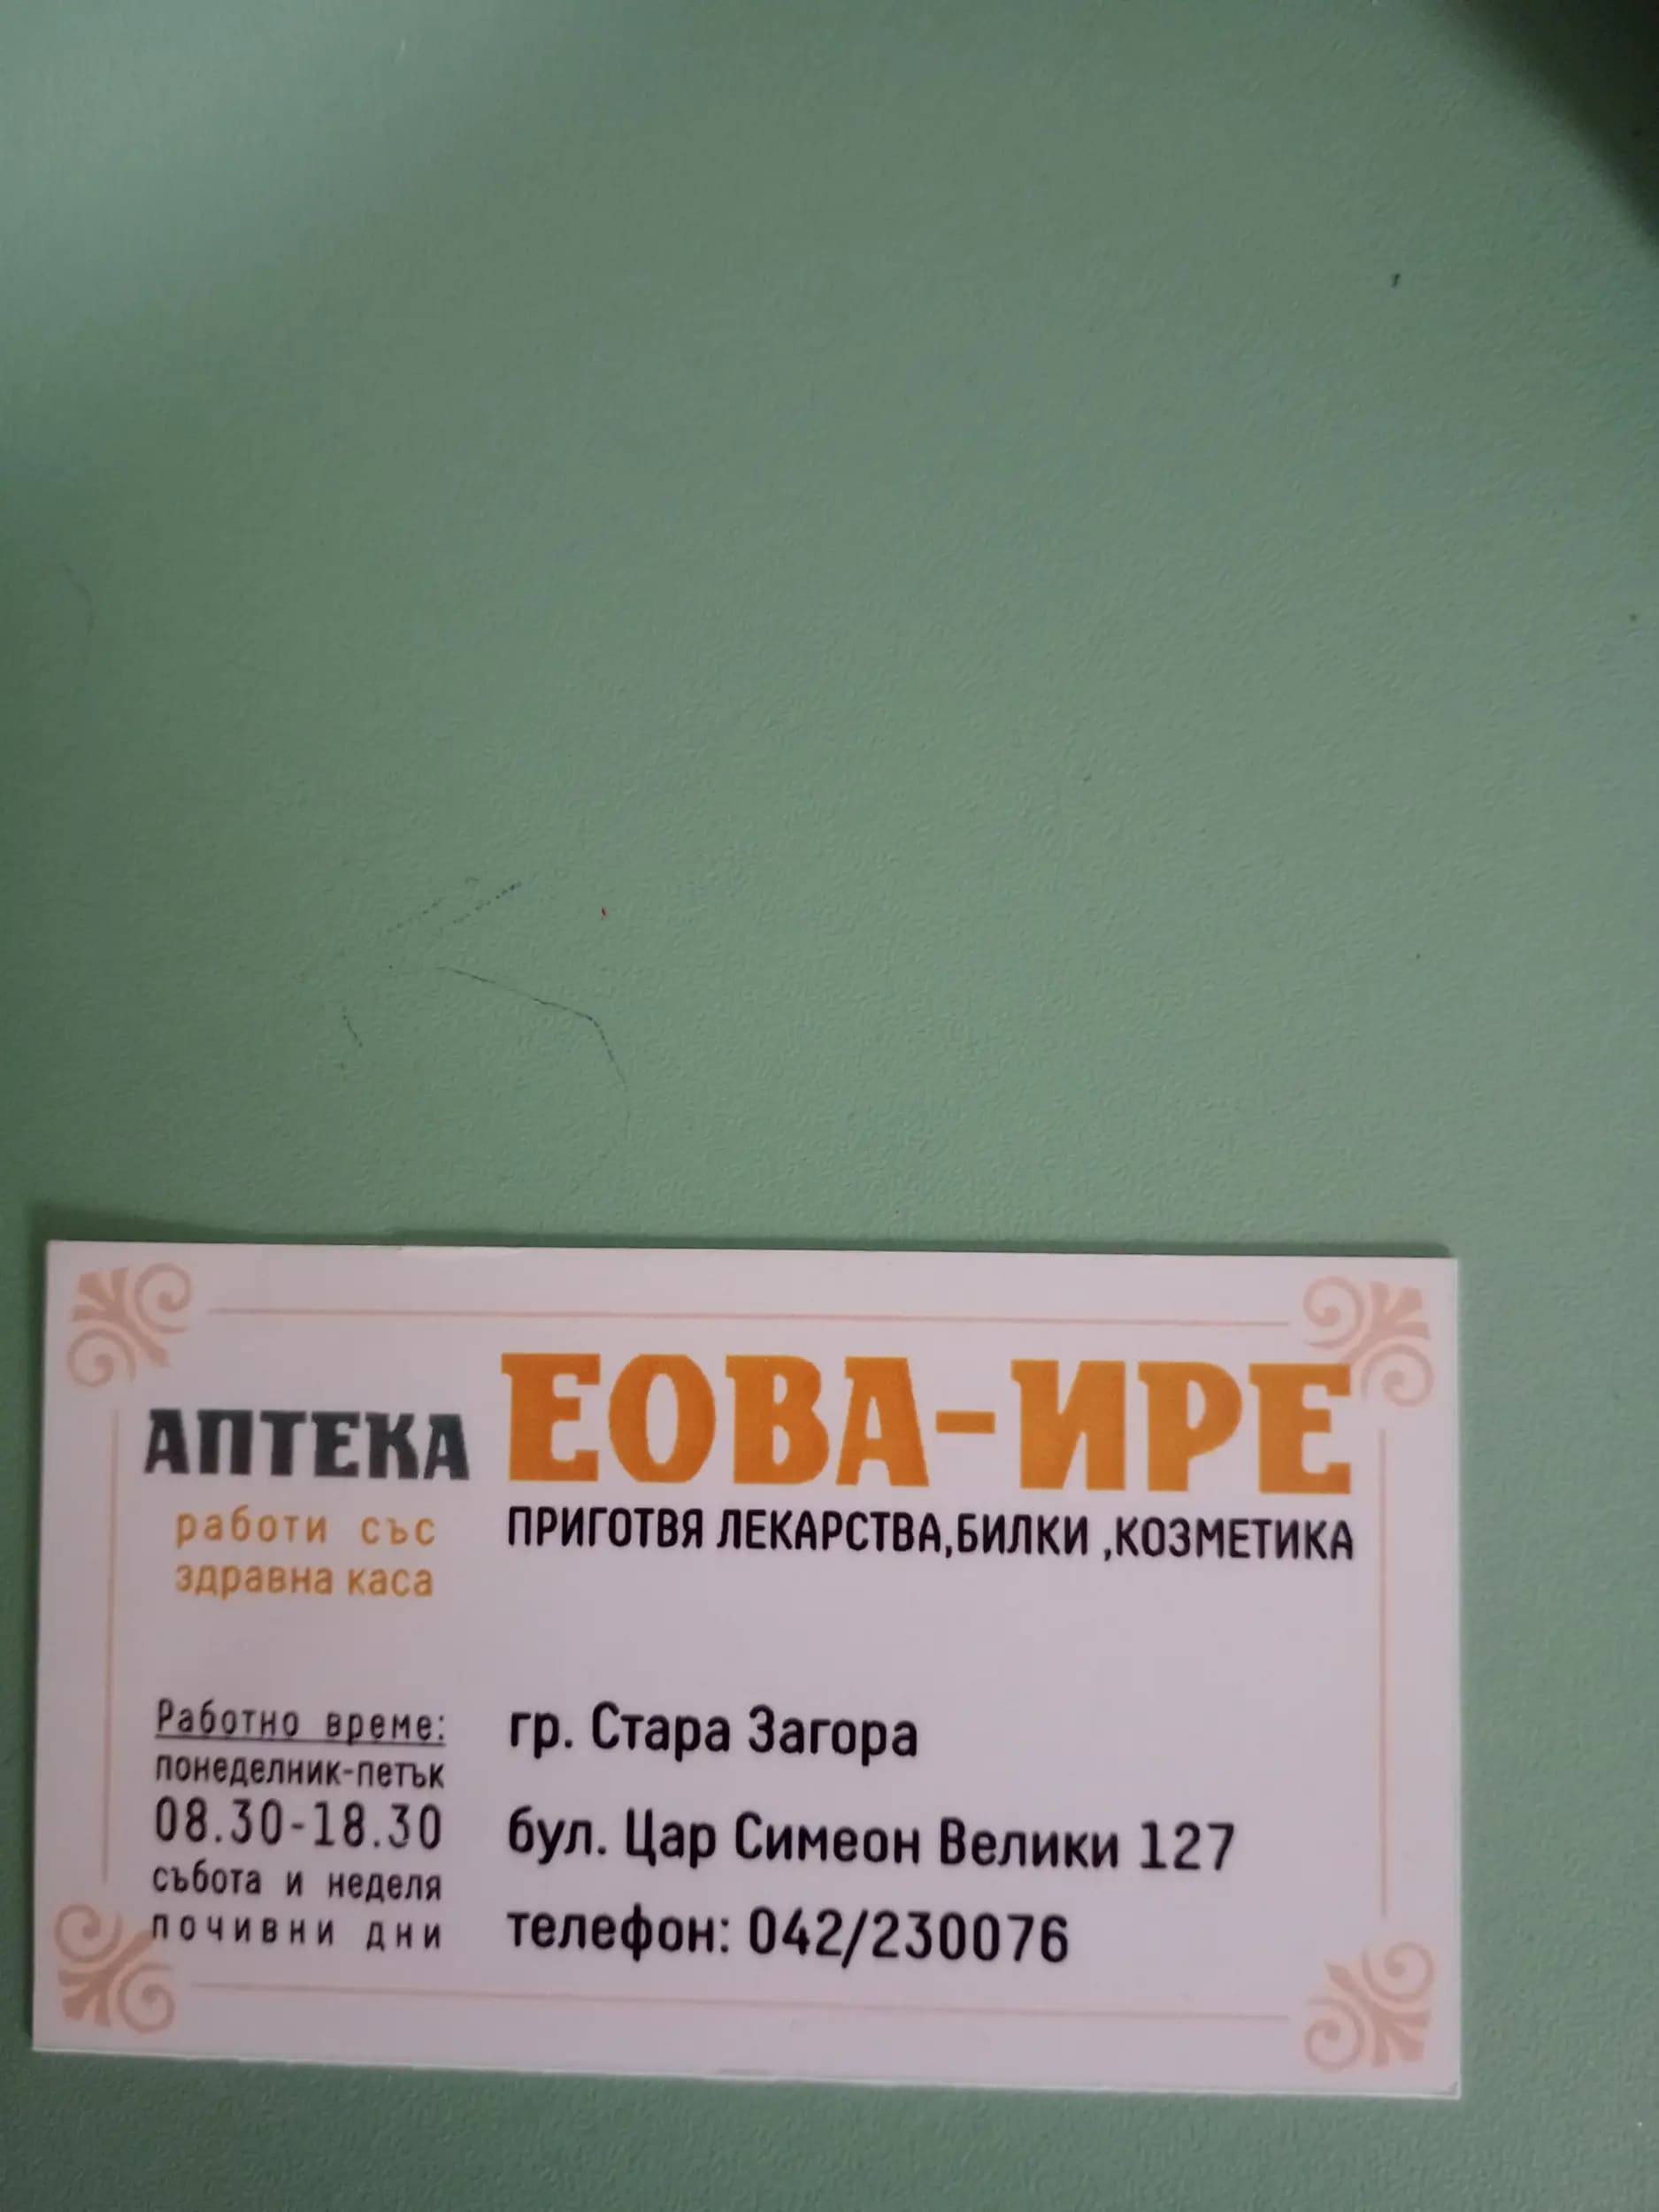 АПТЕКА ЕОВА-ИРЕ
работи със
здравна каса
ПРИГОТВЯ ЛЕКАРСТВА,БИЛКИ ,КОЗМЕТИКА
Работно време:
понеделник-петък
08.30-18.30
събота и неделя
почивни дни
гр. Стара Загора
бул. Цар Симеон Велики 127
телефон: 042/230076